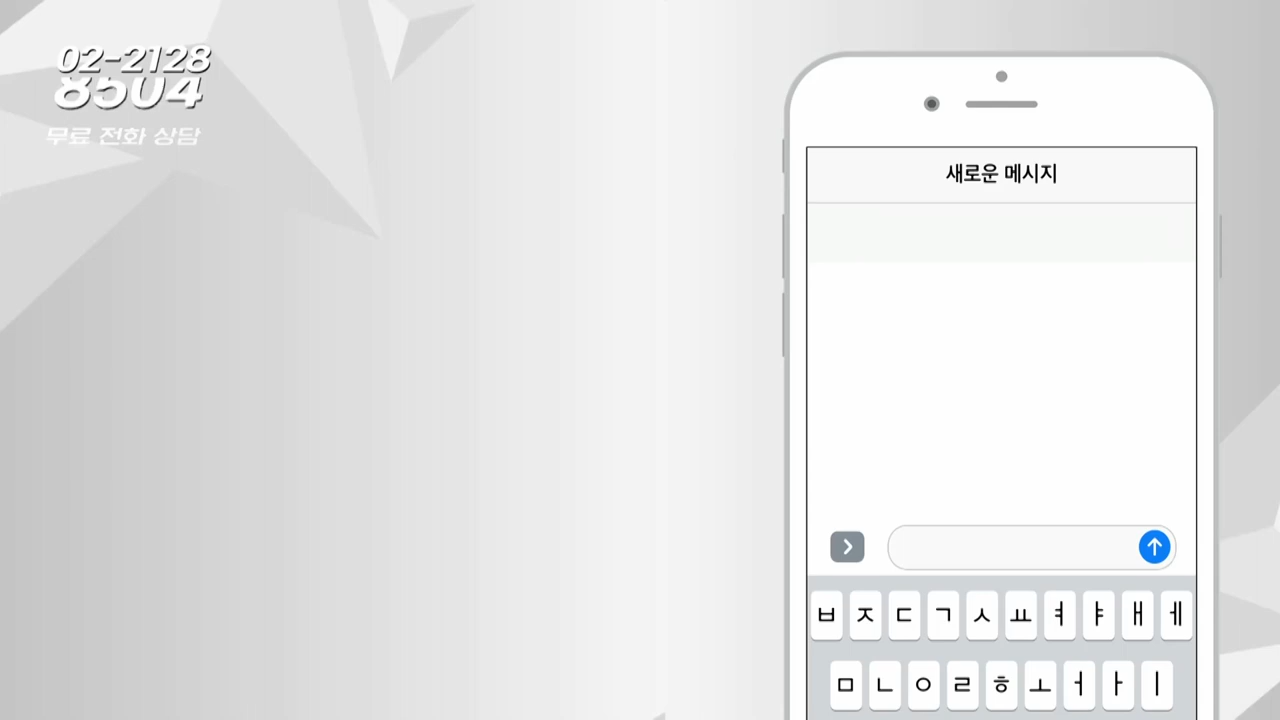 02-2128
8504
무료 전화 상담
새로운 메시지
ㅂ ㅈ ㄷ ㄱ ㅅ ㅛ ㅕ ㅑ ㅐ ㅔ
ㅁ ㄴ ㅇ ㄹ ㅎ ㅗ ㅓ ㅏ ㅣ